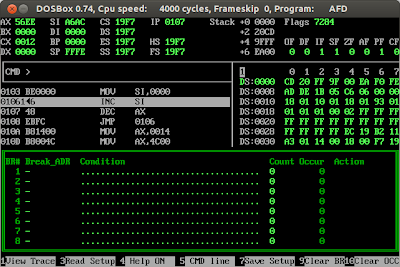 DOSBox 0.74, Cpu speed:    4000 cycles, Frameskip  0, Program:      AFD
AX 56EE  SI A6AC  CS 19F7  IP 0107  Stack +0 0000  Flags 7284
BX 0000  DI 0000  DS 19F7  +2 20CD
CX 0012  BP 0000  ES 19F7  HS 19F7  +4 9FFF  OF DF IF SF ZF AF PF CF
DX 0000  SP  SS 19F7  FS 19F7  +6 EA00  0 0 1 1 0 0 1 0
CMD >
1  0 1 2 3 4 5 6 7
DS:0000  CD 20 FF 9F 00 EA F0 FE
DS:0008  AD DE 1B 05 C5 06 00 00
DS:0010  18 01 10 01 18 01 93 01
DS:0018  01 01 01 00 02 FF FF FF
DS:0020  FF FF FF FF FF FF FF FF
DS:0028  FF FF FF FF EC 19 B2 11
DS:0030  A3 01 14 00 18 00 F7 19
0103 BE0000  MOV  SI,0000
0106 46  INC  SI
0107 48  DEC  AX
0108 EBFC  JMP  0106
010A B81400  MOV  AX,0014
010D B8004C  MOV  AX,4C00
BR#  Break_ADR  Condition  Count  Occur  Action
1 –  ........................................  0  0
2 –  ........................................  0  0
3 –  ........................................  0  0
4 –  ........................................  0  0
5 –  ........................................  0  0
6 –  ........................................  0  0
7 –  ........................................  0  0
8 –  ........................................  0  0
1View Trace  3Read Setup  4 Help ON  5 CMD line  7Save Setup  9Clear BR  10Clear OCC